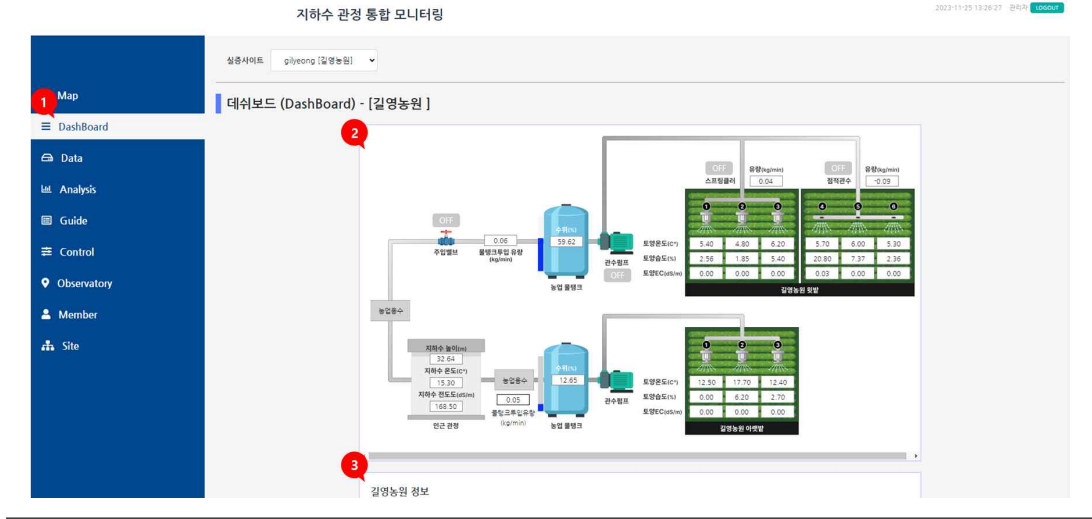 지하수 관정 통합 모니터링
2023-11-25 13:26:27 관리자 LOGOUT
실증사이트 gilyeong [길영농원]
1
Map
DashBoard
Data
Analysis
Guide
Control
Observatory
Member
Site
데쉬보드 (DashBoard) - [길영농원 ]
2
OFF 유량(kg/min) OFF 유량(kg/min)
스프링클러 0.04 점적관수 -0.09
1 2 3 4 5 6
OFF
주입벨브
0.06
물탱크투입 유량
(kg/min)
수위(%)
59.62
농업 물탱크
관수펌프
OFF
토양온도(C°) 5.40 4.80 6.20 5.70 6.00 5.30
토양습도(%) 2.56 1.85 5.40 20.80 7.37 2.36
토양EC(dS/m) 0.00 0.00 0.00 0.03 0.00 0.00
길영농원 윗밭
농업용수
지하수 높이(m)
32.64
지하수 온도(C°)
15.30
지하수 전도도(dS/m)
168.50
인근 관정
농업용수
0.05
물탱크투입유량
(kg/min)
수위(%)
12.65
농업 물탱크
관수펌프
1 2 3
토양온도(C°) 12.50 17.70 12.40
토양습도(%) 0.00 6.20 2.70
토양EC(dS/m) 0.00 0.00 0.00
길영농원 아랫밭
3
길영농원 정보